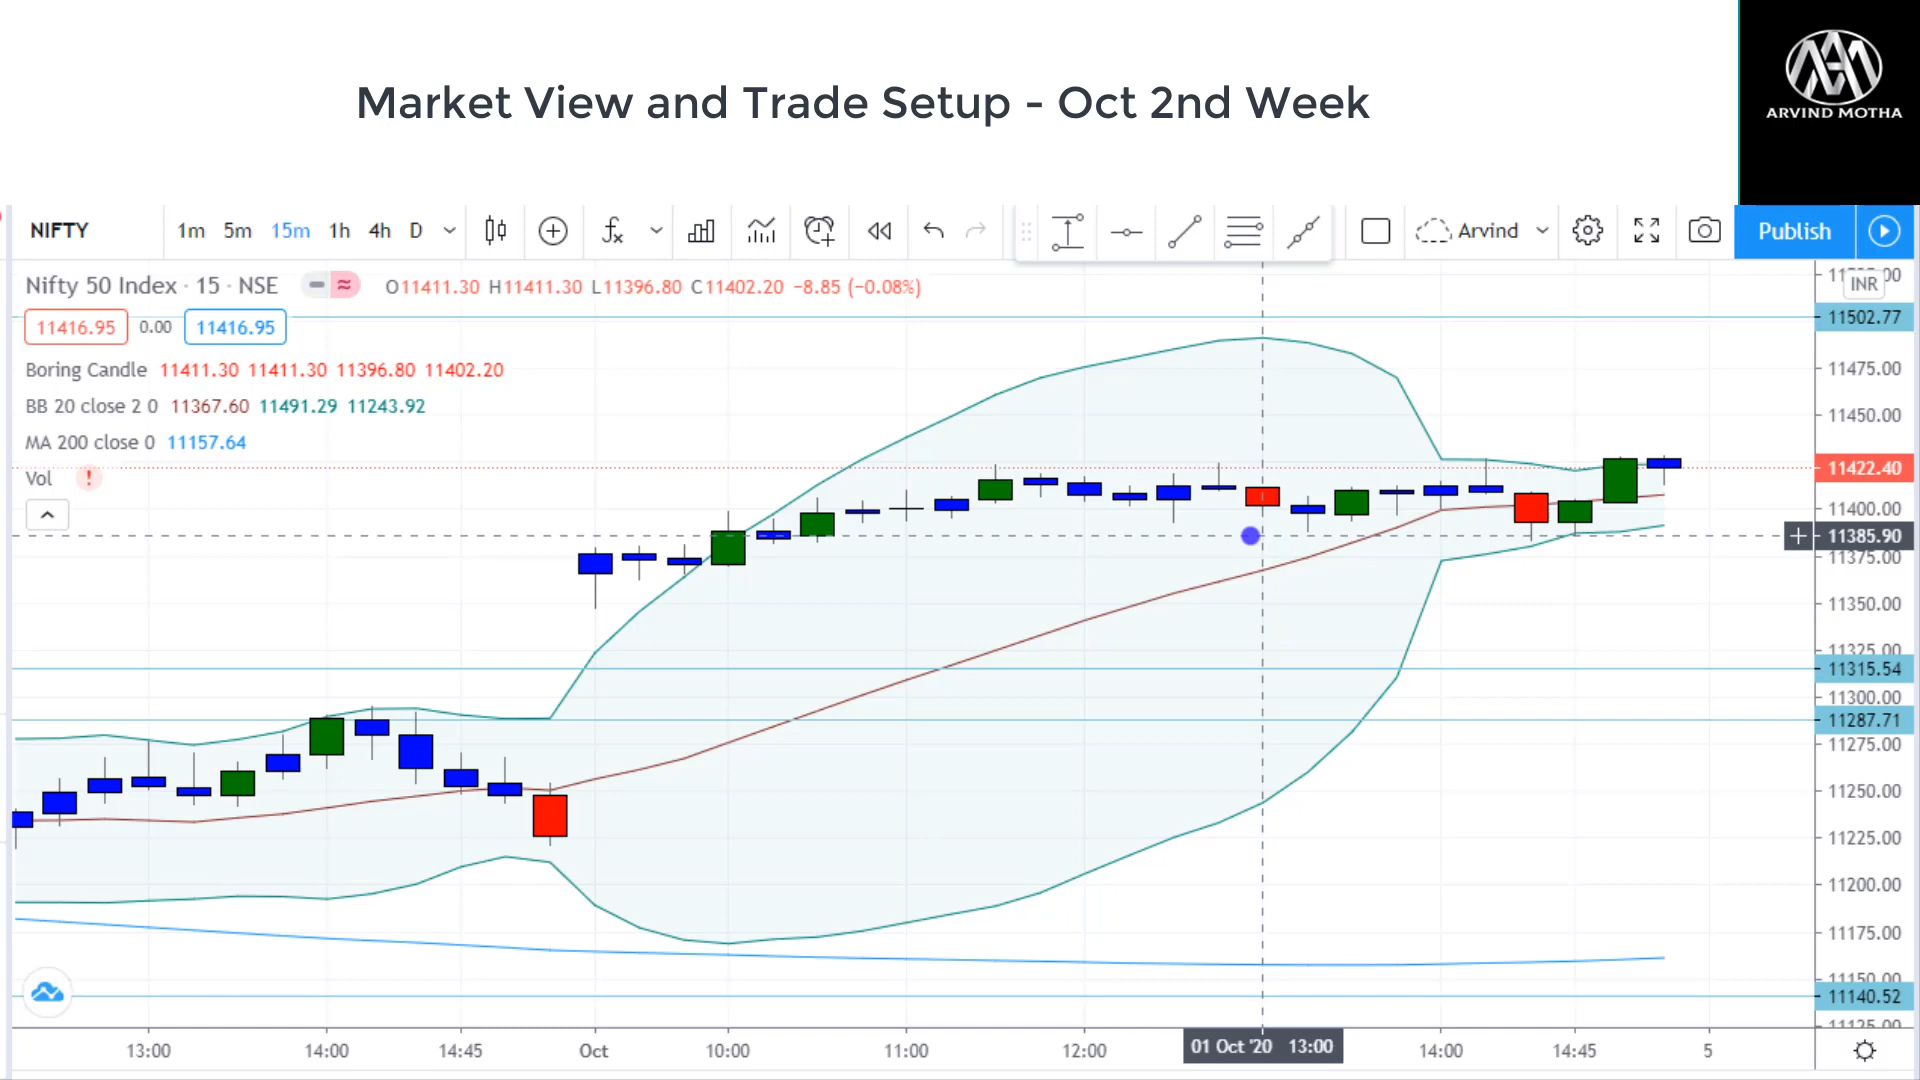 Market View and Trade Setup - Oct 2nd Week
ARVIND MOTHA
NIFTY 1m 5m 15m 1h 4h D Arvind Publish
Nifty 50 Index · 15 · NSE O11411.30 H11411.30 L11396.80 C11402.20 −8.85 (−0.08%)
INR
11416.95 0.00 11416.95
11502.77
Boring Candle 11411.30 11411.30 11396.80 11402.20
11475.00
BB 20 close 2 0 11367.60 11491.29 11243.92
11450.00
MA 200 close 0 11157.64
Vol !
11422.40
11400.00
11385.90
11375.00
11350.00
11325.00
11315.54
11300.00
11287.71
11275.00
11250.00
11225.00
11200.00
11175.00
11150.00
11140.52
11125.00
13:00 14:00 14:45 Oct 10:00 11:00 12:00 01 Oct '20 13:00 14:00 14:45 5